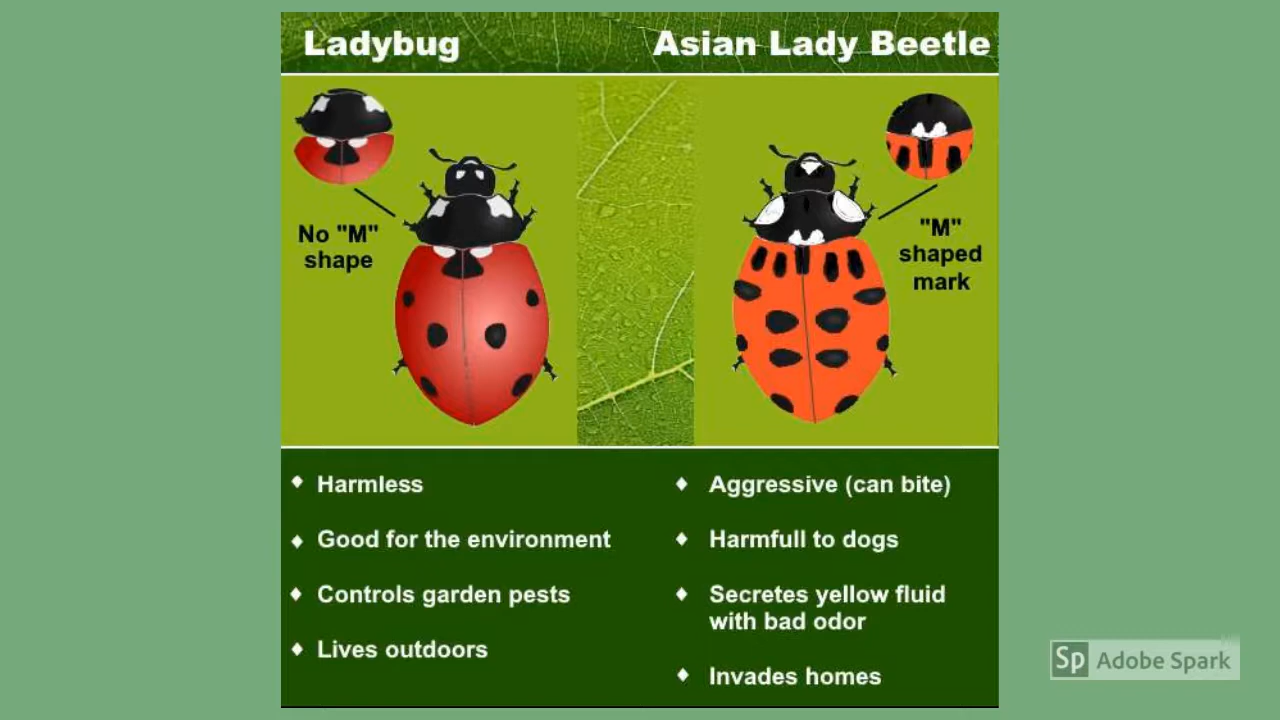 Ladybug
Asian Lady Beetle
No "M"
shape
"M"
shaped
mark
♦ Harmless
♦ Good for the environment
♦ Controls garden pests
♦ Lives outdoors
♦ Aggressive (can bite)
♦ Harmfull to dogs
♦ Secretes yellow fluid
with bad odor
♦ Invades homes
Sp Adobe Spark